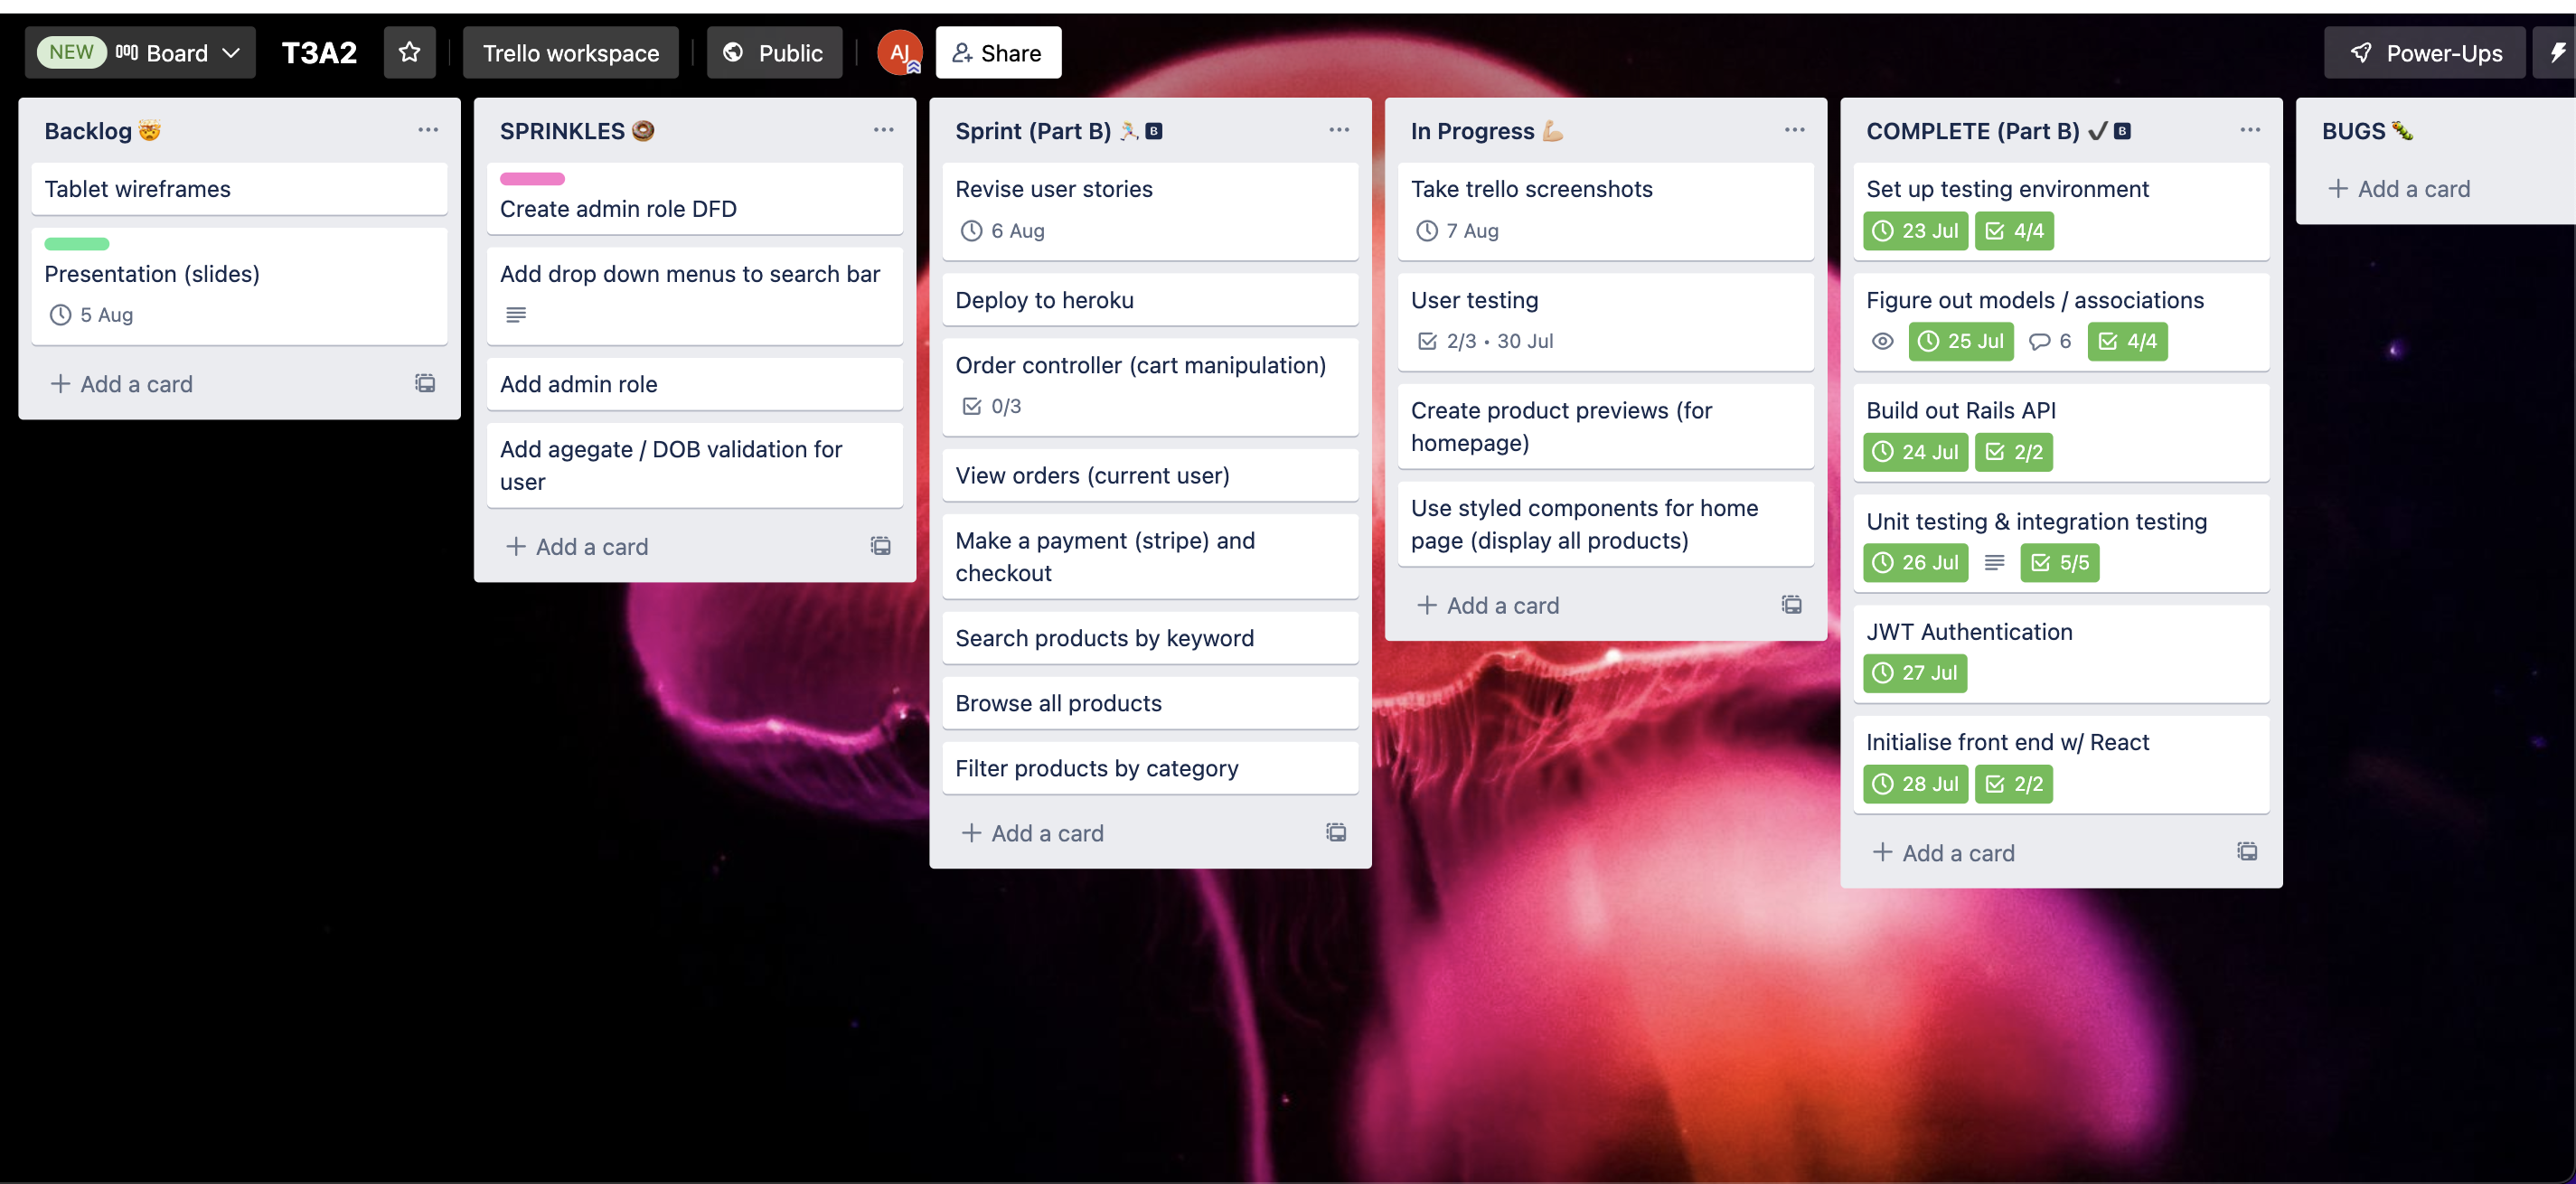 NEW Board T3A2 Trello workspace Public AJ Share Power-Ups
Backlog 🤯
Tablet wireframes
Presentation (slides)
5 Aug
+ Add a card
SPRINKLES 🍩
Create admin role DFD
Add drop down menus to search bar
Add admin role
Add agegate / DOB validation for
user
+ Add a card
Sprint (Part B) 🏃🏻‍♀️ B
Revise user stories
6 Aug
Deploy to heroku
Order controller (cart manipulation)
0/3
View orders (current user)
Make a payment (stripe) and
checkout
Search products by keyword
Browse all products
Filter products by category
+ Add a card
In Progress 💪🏼
Take trello screenshots
7 Aug
User testing
2/3 • 30 Jul
Create product previews (for
homepage)
Use styled components for home
page (display all products)
+ Add a card
COMPLETE (Part B) ✔ B
Set up testing environment
23 Jul 4/4
Figure out models / associations
25 Jul 6 4/4
Build out Rails API
24 Jul 2/2
Unit testing & integration testing
26 Jul 5/5
JWT Authentication
27 Jul
Initialise front end w/ React
28 Jul 2/2
+ Add a card
BUGS 🐛
+ Add a card